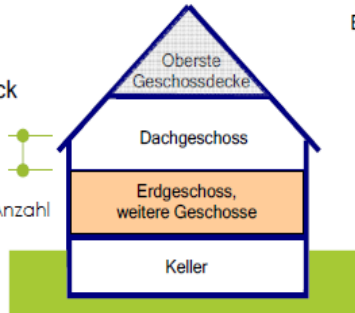 Oberste
Geschossdecke
ck
Dachgeschoss
Erdgeschoss,
weitere Geschosse
Anzahl
Keller